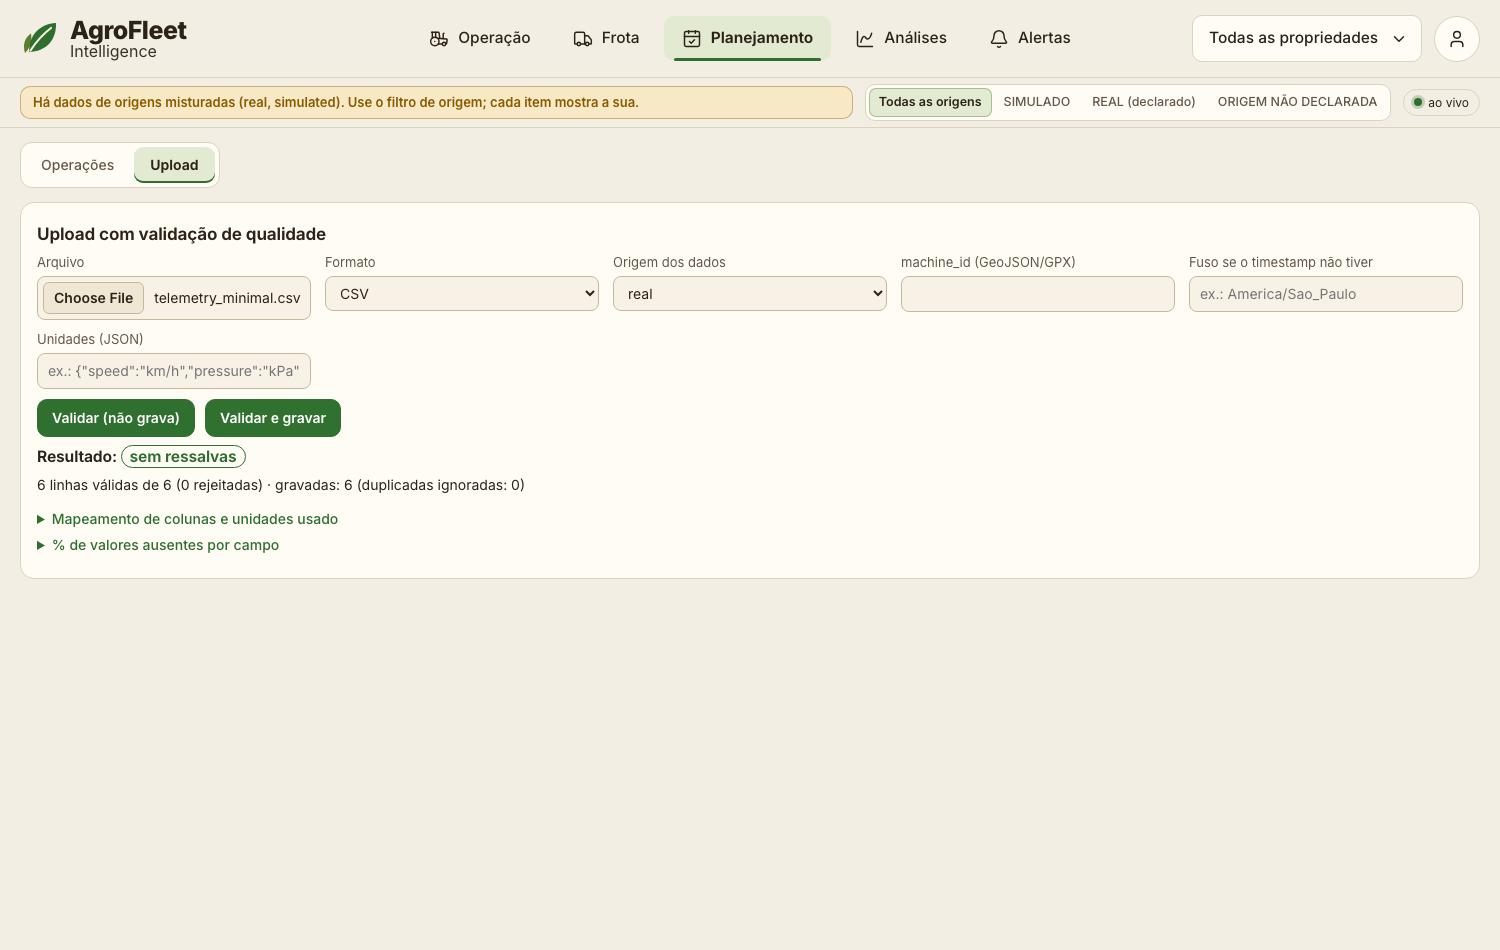 AgroFleet
Intelligence
Operação
Frota
Planejamento
Análises
Alertas
Todas as propriedades
Há dados de origens misturadas (real, simulated). Use o filtro de origem; cada item mostra a sua.
Todas as origens
SIMULADO
REAL (declarado)
ORIGEM NÃO DECLARADA
ao vivo
Operações
Upload
Upload com validação de qualidade
Arquivo
Formato
Origem dos dados
machine_id (GeoJSON/GPX)
Fuso se o timestamp não tiver
Choose File telemetry_minimal.csv
CSV
real
ex.: America/Sao_Paulo
Unidades (JSON)
ex.: {"speed":"km/h","pressure":"kPa"
Validar (não grava)
Validar e gravar
Resultado: sem ressalvas
6 linhas válidas de 6 (0 rejeitadas) · gravadas: 6 (duplicadas ignoradas: 0)
Mapeamento de colunas e unidades usado
% de valores ausentes por campo